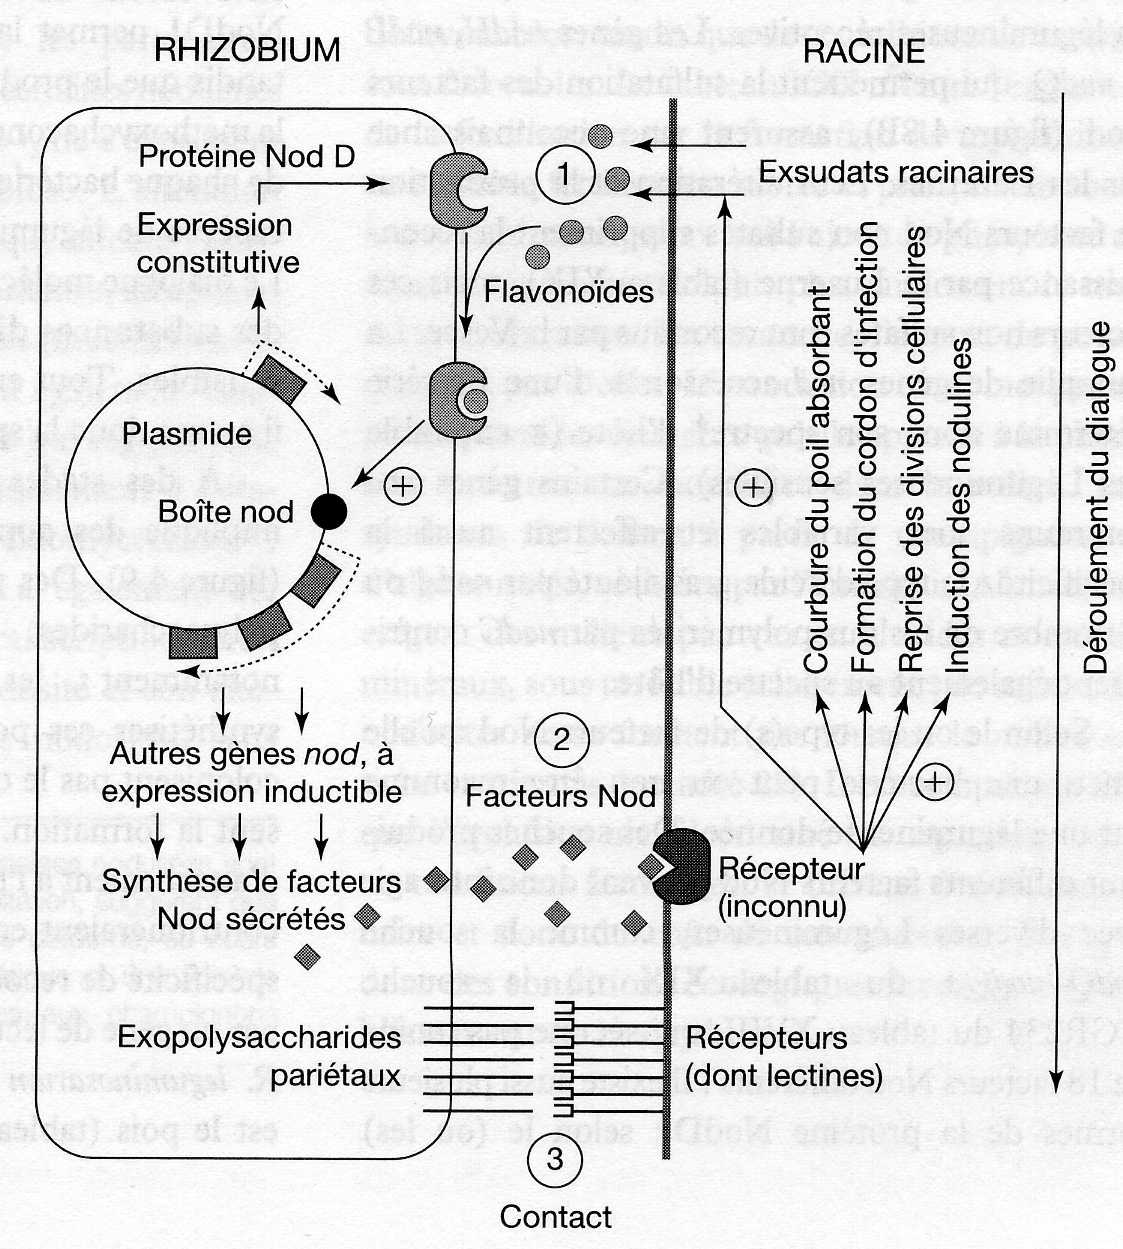 RHIZOBIUM
RACINE
Protéine Nod D
1
Exsudats racinaires
Expression
constitutive
Flavonoïdes
Plasmide
Boîte nod
+
+
Courbure du poil absorbant
Formation du cordon d'infection
Reprise des divisions cellulaires
Induction des nodulines
Déroulement du dialogue
2
Autres gènes nod, à
expression inductible
Facteurs Nod
+
Synthèse de facteurs
Nod sécrétés
Récepteur
(inconnu)
Exopolysaccharides
pariétaux
Récepteurs
(dont lectines)
3
Contact